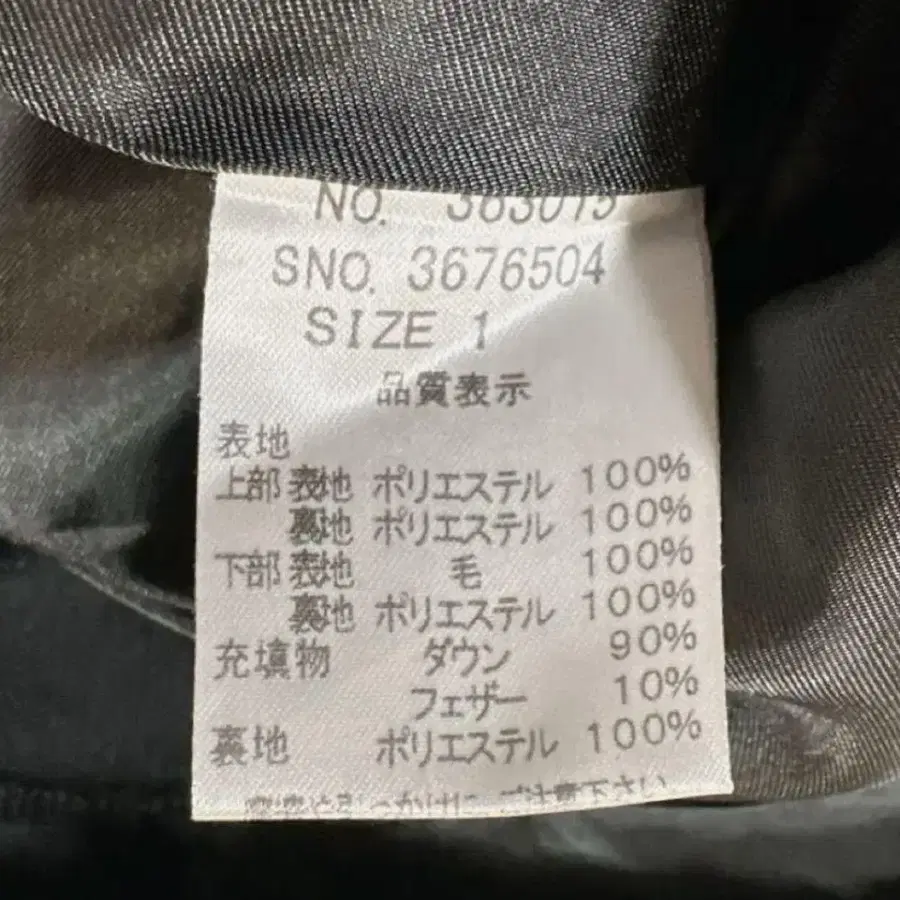 NO. 363015
SNO. 3676504
SIZE 1
品質表示
表地
上部 表地 ポリエステル 100%
裏地 ポリエステル 100%
下部 表地 毛 100%
裏地 ポリエステル 100%
充填物 ダウン 90%
フェザー 10%
裏地 ポリエステル 100%